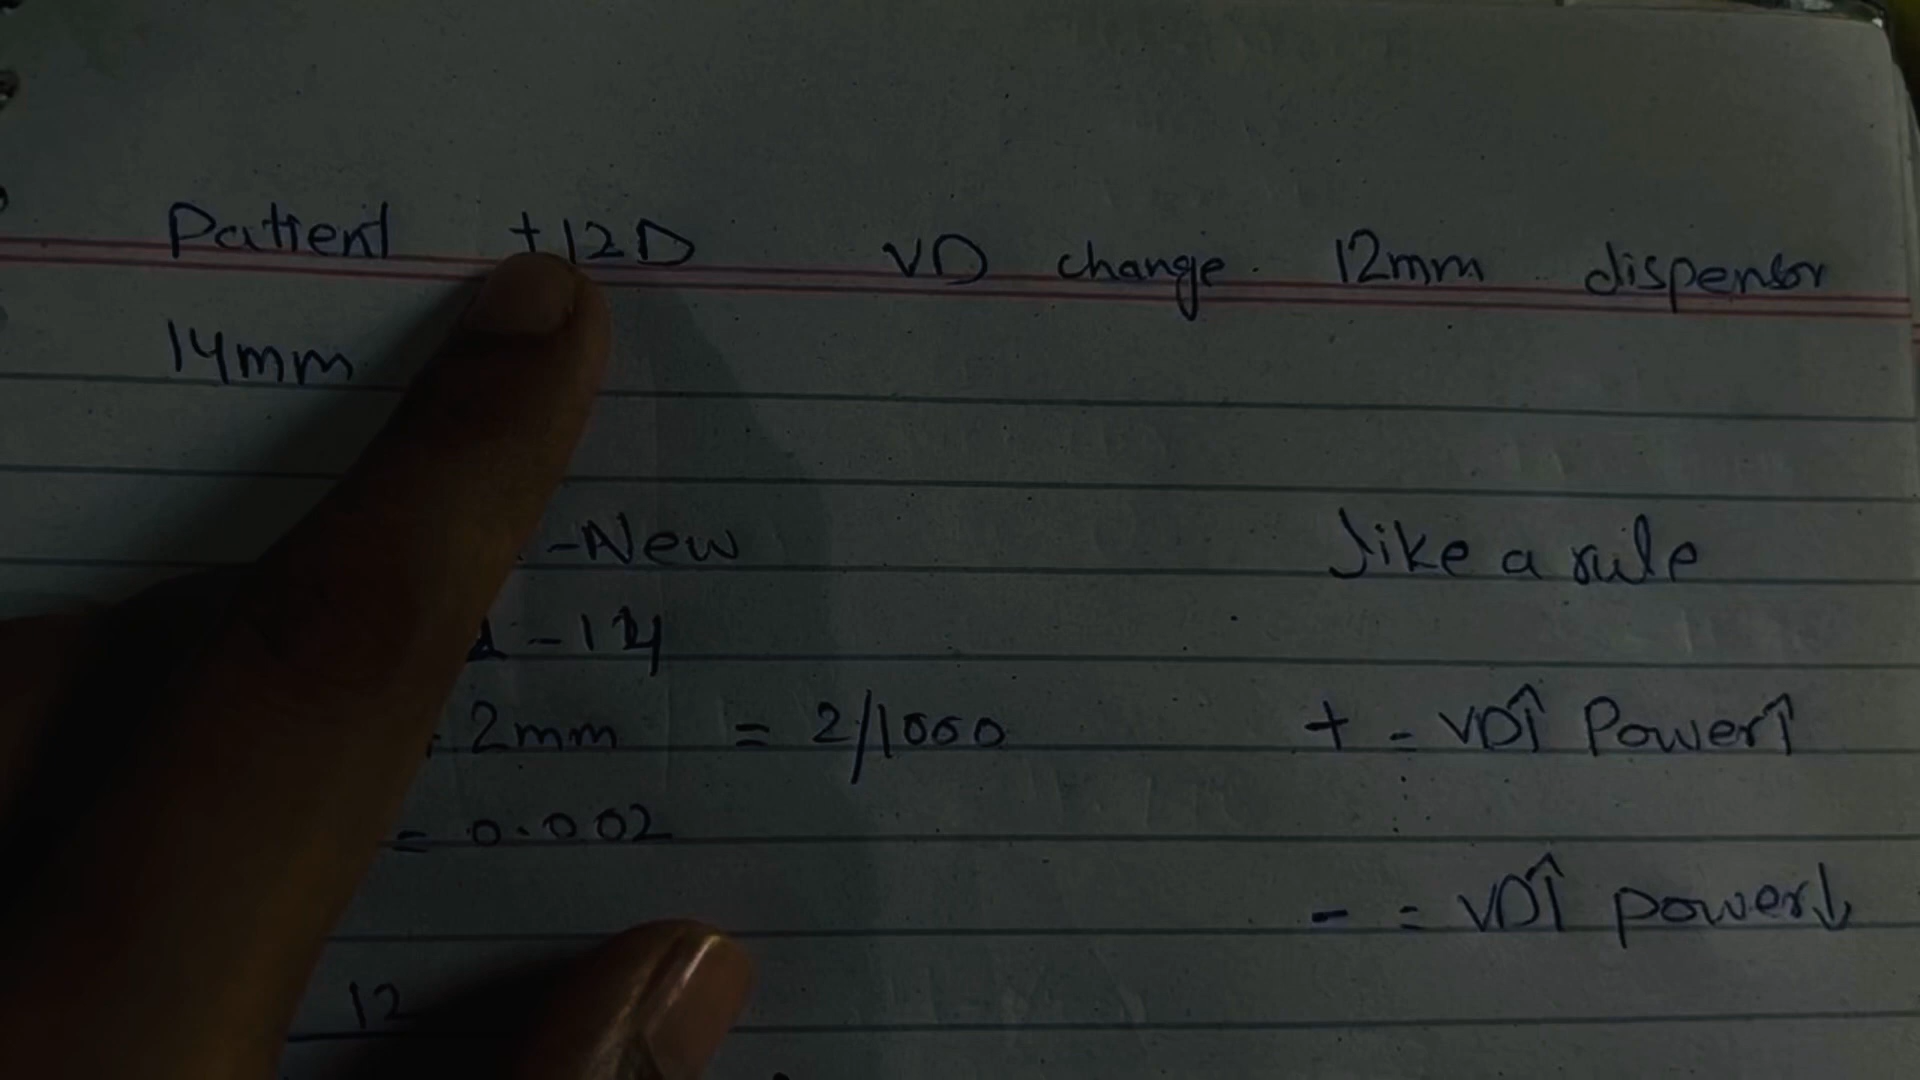 Patient +12D VD change. 12mm dispensor
14mm
-New like a rule
-14
2mm = 2/1000 + = VD↑ Power↑
= 0.002
- = VD↑ power↓
12